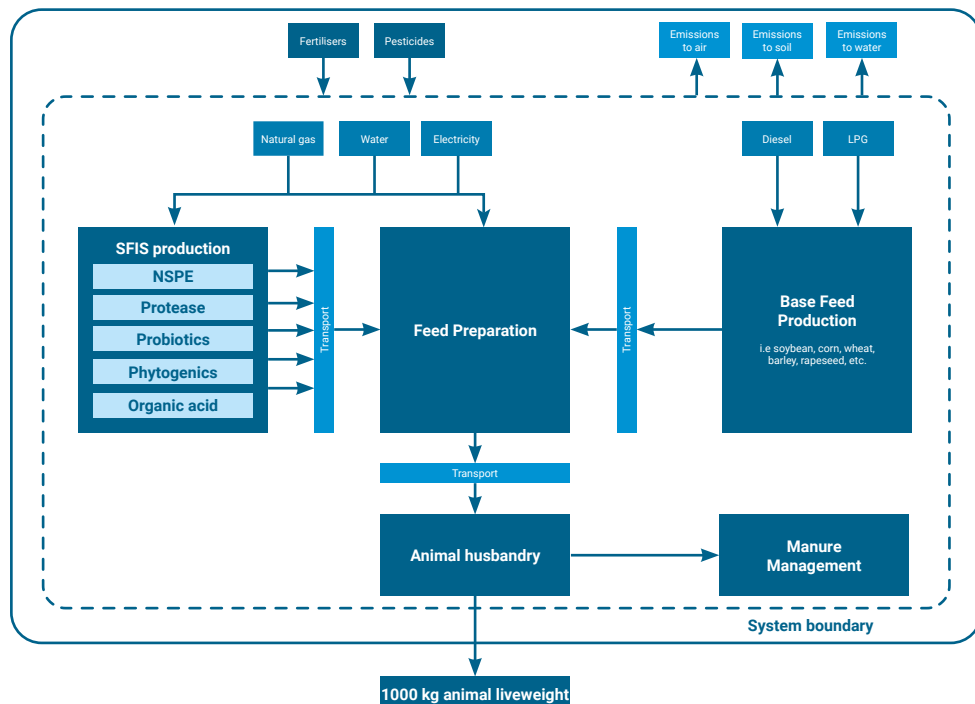 Fertilisers
Pesticides
Emissions
to air
Emissions
to soil
Emissions
to water
Natural gas
Water
Electricity
Diesel
LPG
SFIS production
NSPE
Protease
Probiotics
Phytogenics
Organic acid
Transport
Feed Preparation
Transport
Base Feed
Production
i.e soybean, corn, wheat,
barley, rapeseed, etc.
Transport
Animal husbandry
Manure
Management
System boundary
1000 kg animal liveweight